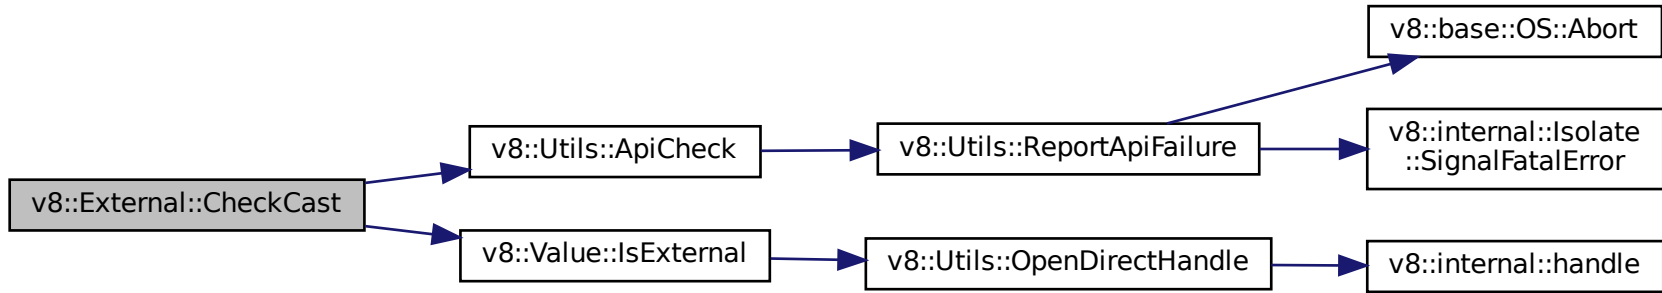 v8::External::CheckCast
v8::Utils::ApiCheck
v8::Utils::ReportApiFailure
v8::base::OS::Abort
v8::internal::Isolate
::SignalFatalError
v8::Value::IsExternal
v8::Utils::OpenDirectHandle
v8::internal::handle